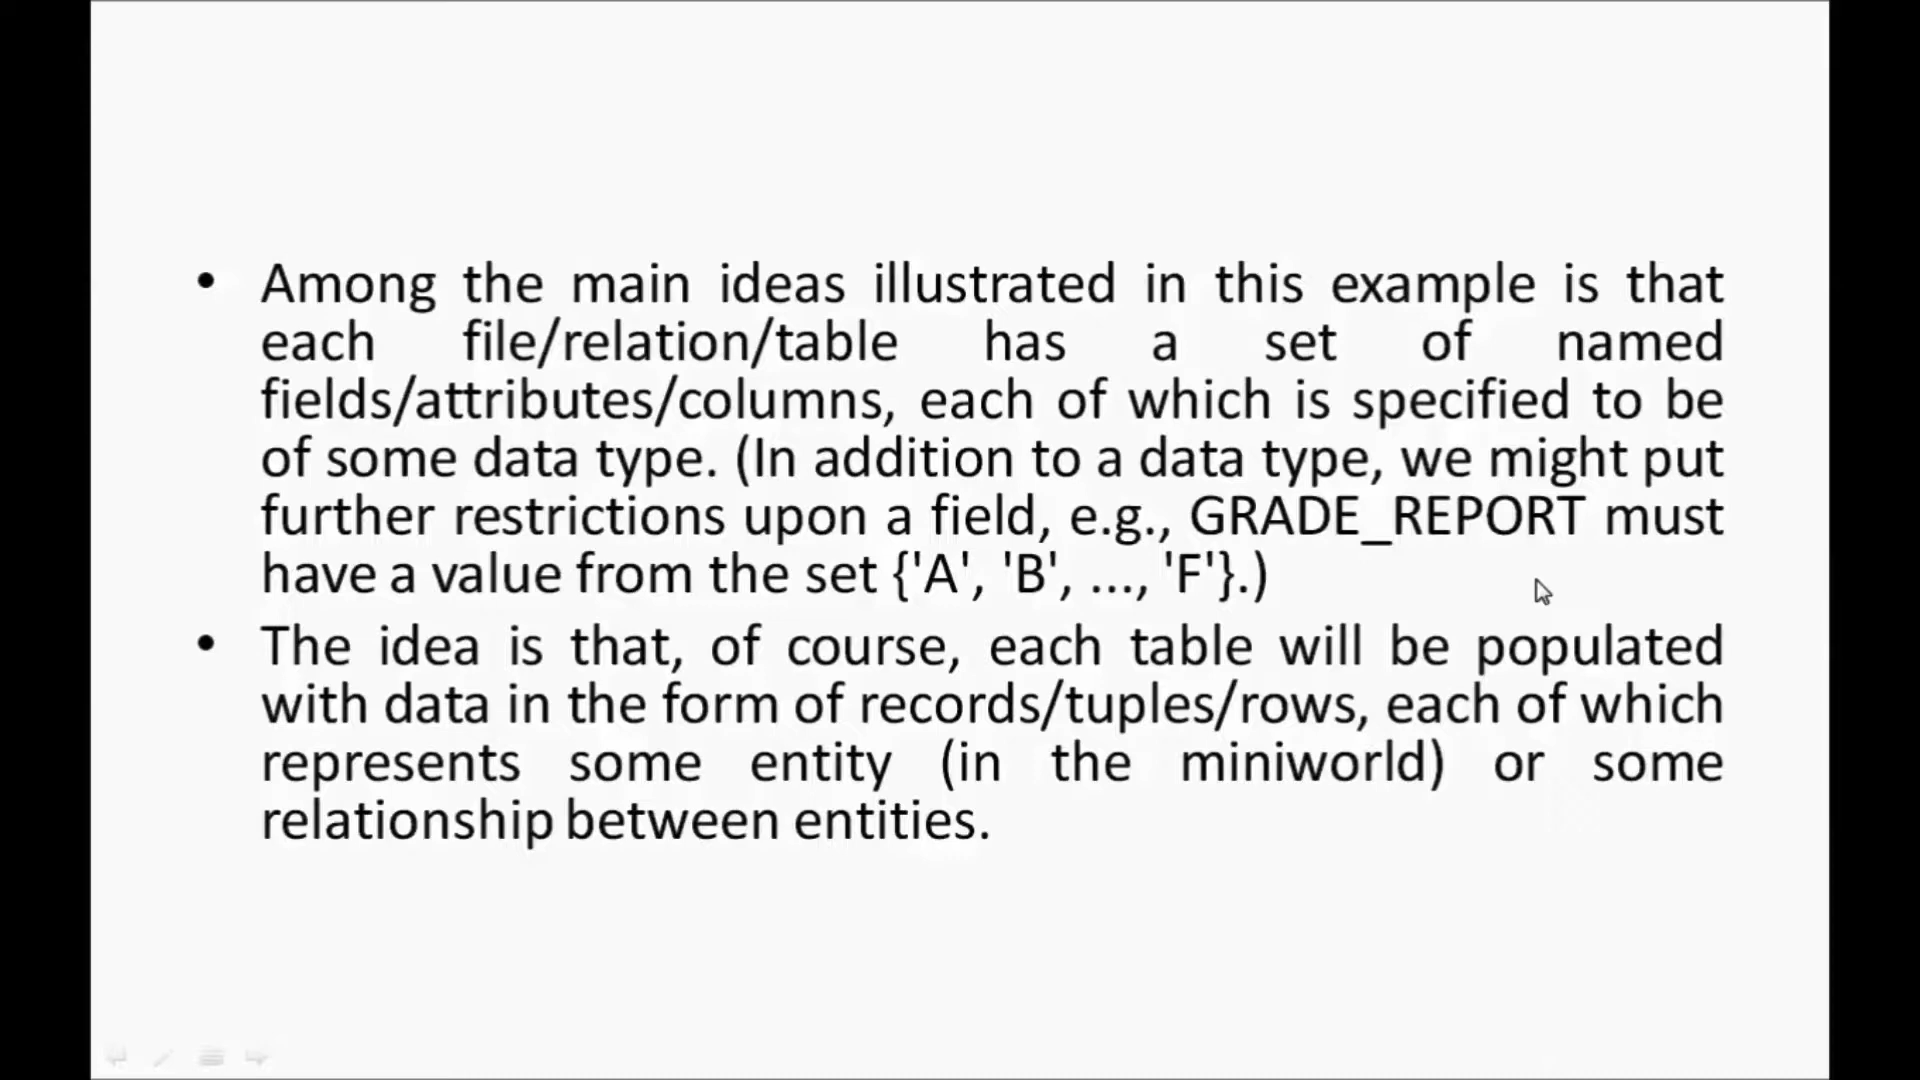 • Among the main ideas illustrated in this example is that
each file/relation/table has a set of named
fields/attributes/columns, each of which is specified to be
of some data type. (In addition to a data type, we might put
further restrictions upon a field, e.g., GRADE_REPORT must
have a value from the set {'A', 'B', ..., 'F'}.)
• The idea is that, of course, each table will be populated
with data in the form of records/tuples/rows, each of which
represents some entity (in the miniworld) or some
relationship between entities.